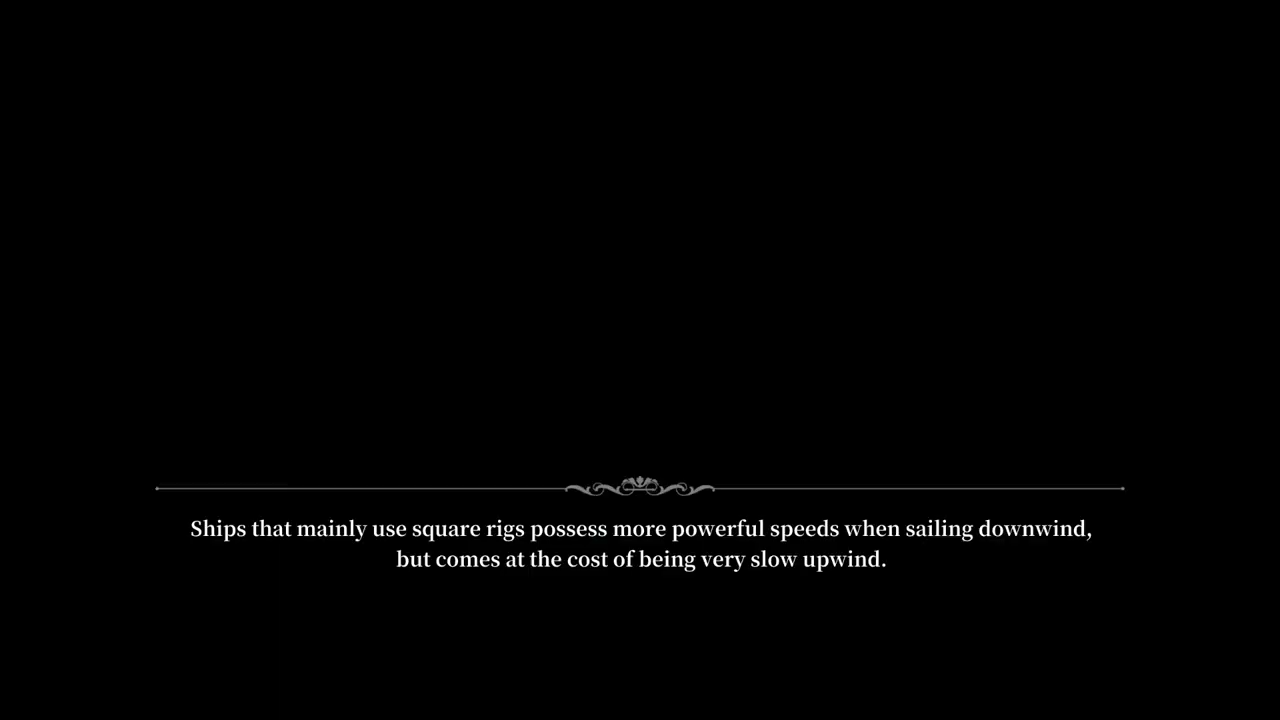 Ships that mainly use square rigs possess more powerful speeds when sailing downwind,
but comes at the cost of being very slow upwind.